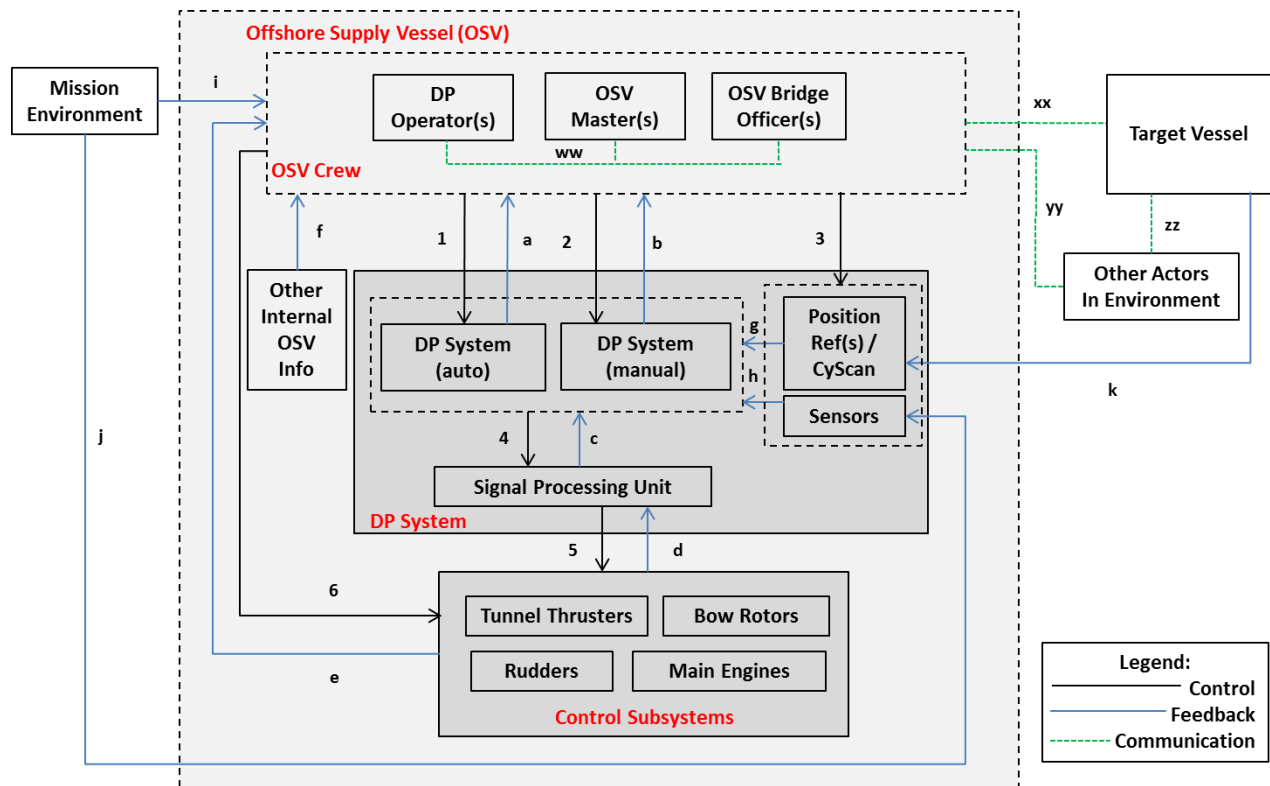 Offshore Supply Vessel (OSV)
Mission
Environment
i
DP
Operator(s)
OSV
Master(s)
OSV Bridge
Officer(s)
ww
OSV Crew
xx
Target Vessel
yy
zz
Other Actors
In Environment
f
1
a
2
b
3
Other
Internal
OSV
Info
DP System
(auto)
DP System
(manual)
g
h
Position
Ref(s) /
CyScan
Sensors
k
j
4
c
Signal Processing Unit
DP System
5
d
6
e
Tunnel Thrusters
Bow Rotors
Rudders
Main Engines
Control Subsystems
Legend:
Control
Feedback
Communication